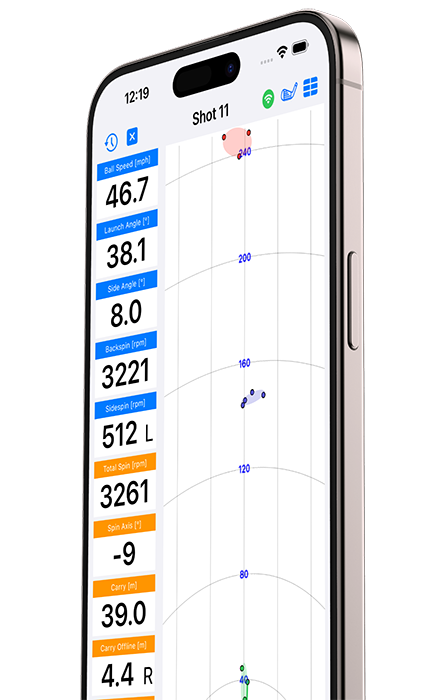 12:19
Shot 11
Ball Speed [mph]
46.7
Launch Angle [°]
38.1
Side Angle [°]
8.0
Backspin [rpm]
3221
Sidespin [rpm]
512 L
Total Spin [rpm]
3261
Spin Axis [°]
-9
Carry [m]
39.0
Carry Offline [m]
4.4 R
240
200
160
120
80
40